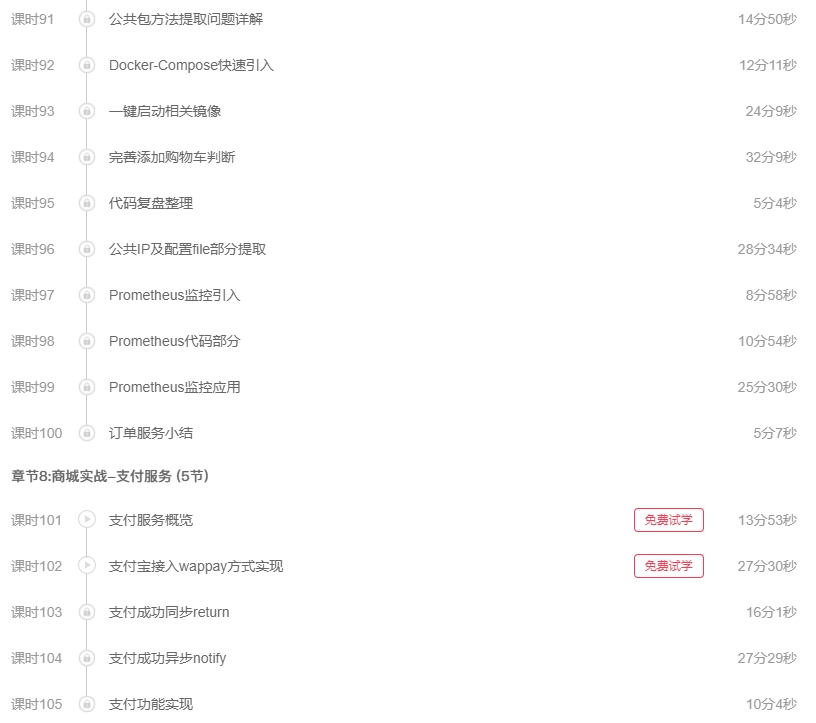 课时91 公共包方法提取问题详解 14分50秒
课时92 Docker-Compose快速引入 12分11秒
课时93 一键启动相关镜像 24分9秒
课时94 完善添加购物车判断 32分9秒
课时95 代码复盘整理 5分4秒
课时96 公共IP及配置file部分提取 28分34秒
课时97 Prometheus监控引入 8分58秒
课时98 Prometheus代码部分 10分54秒
课时99 Prometheus监控应用 25分30秒
课时100 订单服务小结 5分7秒
章节8:商城实战–支付服务 (5节)
课时101 支付服务概览 免费试学 13分53秒
课时102 支付宝接入wappay方式实现 免费试学 27分30秒
课时103 支付成功同步return 16分1秒
课时104 支付成功异步notify 27分29秒
课时105 支付功能实现 10分4秒